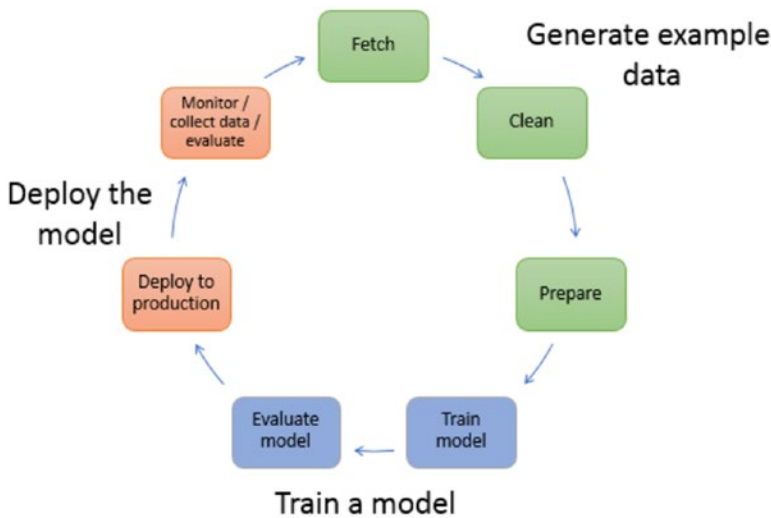 Fetch
Generate example
data
Clean
Prepare
Train
model
Evaluate
model
Train a model
Deploy to
production
Deploy the
model
Monitor /
collect data /
evaluate